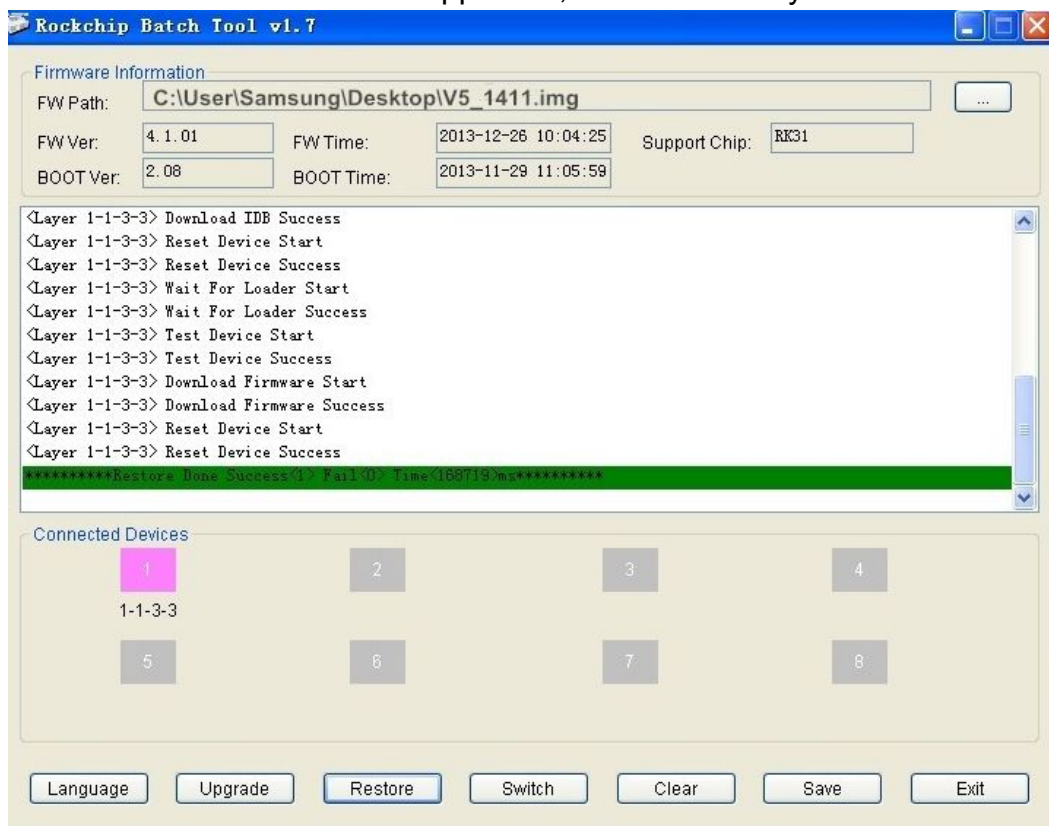 Rockchip Batch Tool v1.7
Firmware Information
FW Path: C:\User\Samsung\Desktop\V5_1411.img ...
FW Ver: 4.1.01 FW Time: 2013-12-26 10:04:25 Support Chip: RK31
BOOT Ver: 2.08 BOOT Time: 2013-11-29 11:05:59
<Layer 1-1-3-3> Download IDB Success
<Layer 1-1-3-3> Reset Device Start
<Layer 1-1-3-3> Reset Device Success
<Layer 1-1-3-3> Wait For Loader Start
<Layer 1-1-3-3> Wait For Loader Success
<Layer 1-1-3-3> Test Device Start
<Layer 1-1-3-3> Test Device Success
<Layer 1-1-3-3> Download Firmware Start
<Layer 1-1-3-3> Download Firmware Success
<Layer 1-1-3-3> Reset Device Start
<Layer 1-1-3-3> Reset Device Success
**********Restore Done Success<1> Fail<0> Time<168719>ms**********
Connected Devices
1 2 3 4
1-1-3-3
5 6 7 8
Language Upgrade Restore Switch Clear Save Exit